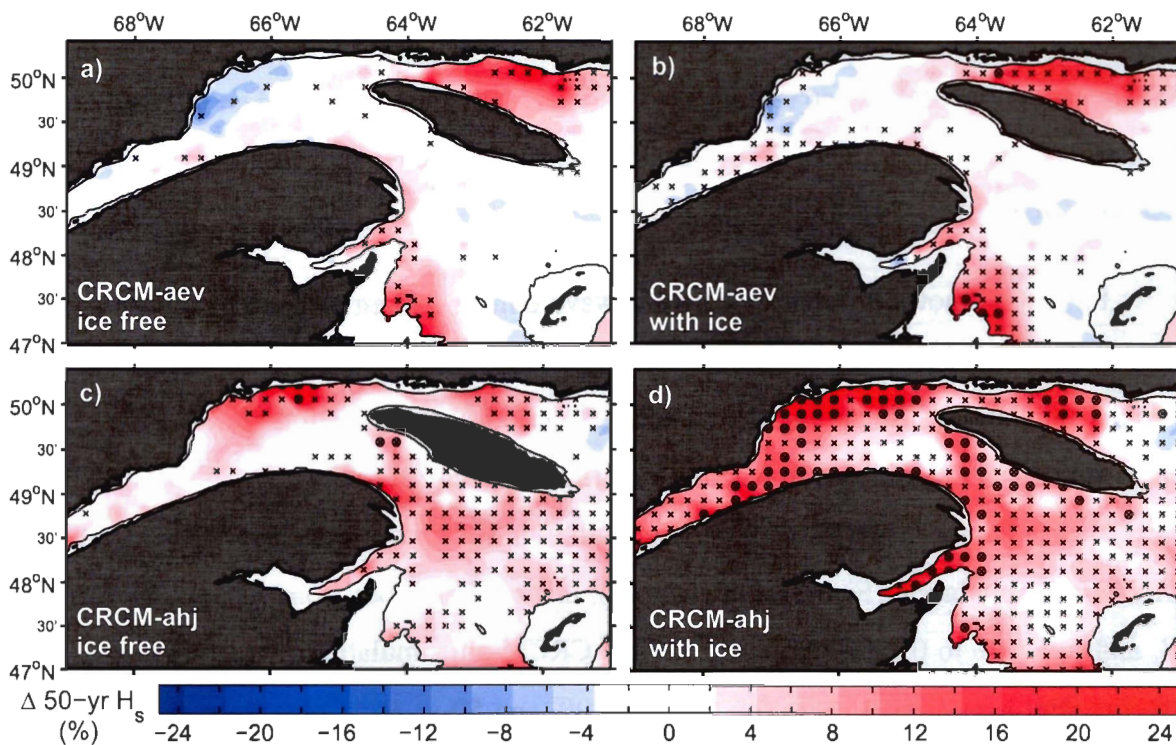 68°W 66°W 64°W 62°W 68°W 66°W 64°W 62°W
a) b)
50°N
30'
49°N
30'
48°N
30'
47°N
CRCM-aev
ice free
CRCM-aev
with ice
c) d)
50°N
30'
49°N
30'
48°N
30'
47°N
CRCM-ahj
ice free
CRCM-ahj
with ice
Δ 50-yr Hs
(%) −24 −20 −16 −12 −8 −4 0 4 8 12 16 20 24